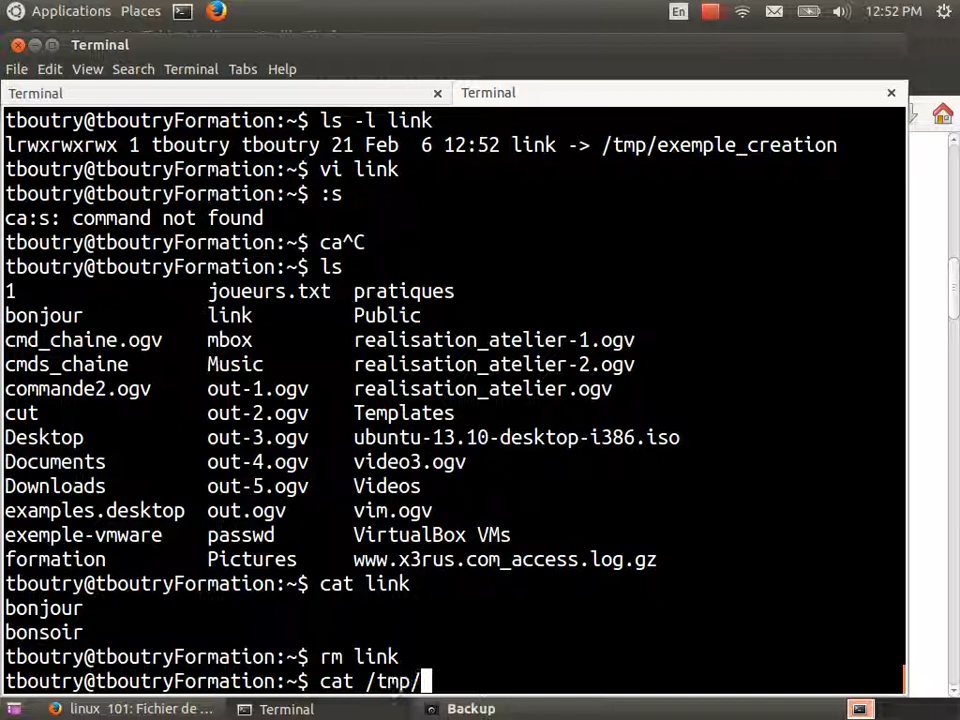 Applications Places En 12:52 PM
Terminal
File Edit View Search Terminal Tabs Help
Terminal × Terminal ×
tboutry@tboutryFormation:~$ ls -l link
lrwxrwxrwx 1 tboutry tboutry 21 Feb  6 12:52 link -> /tmp/exemple_creation
tboutry@tboutryFormation:~$ vi link
tboutry@tboutryFormation:~$ :s
ca:s: command not found
tboutry@tboutryFormation:~$ ca^C
tboutry@tboutryFormation:~$ ls
1 joueurs.txt pratiques
bonjour link Public
cmd_chaine.ogv mbox realisation_atelier-1.ogv
cmds_chaine Music realisation_atelier-2.ogv
commande2.ogv out-1.ogv realisation_atelier.ogv
cut out-2.ogv Templates
Desktop out-3.ogv ubuntu-13.10-desktop-i386.iso
Documents out-4.ogv video3.ogv
Downloads out-5.ogv Videos
examples.desktop out.ogv vim.ogv
exemple-vmware passwd VirtualBox VMs
formation Pictures www.x3rus.com_access.log.gz
tboutry@tboutryFormation:~$ cat link
bonjour
bonsoir
tboutry@tboutryFormation:~$ rm link
tboutry@tboutryFormation:~$ cat /tmp/
linux_101: Fichier de ... Terminal Backup